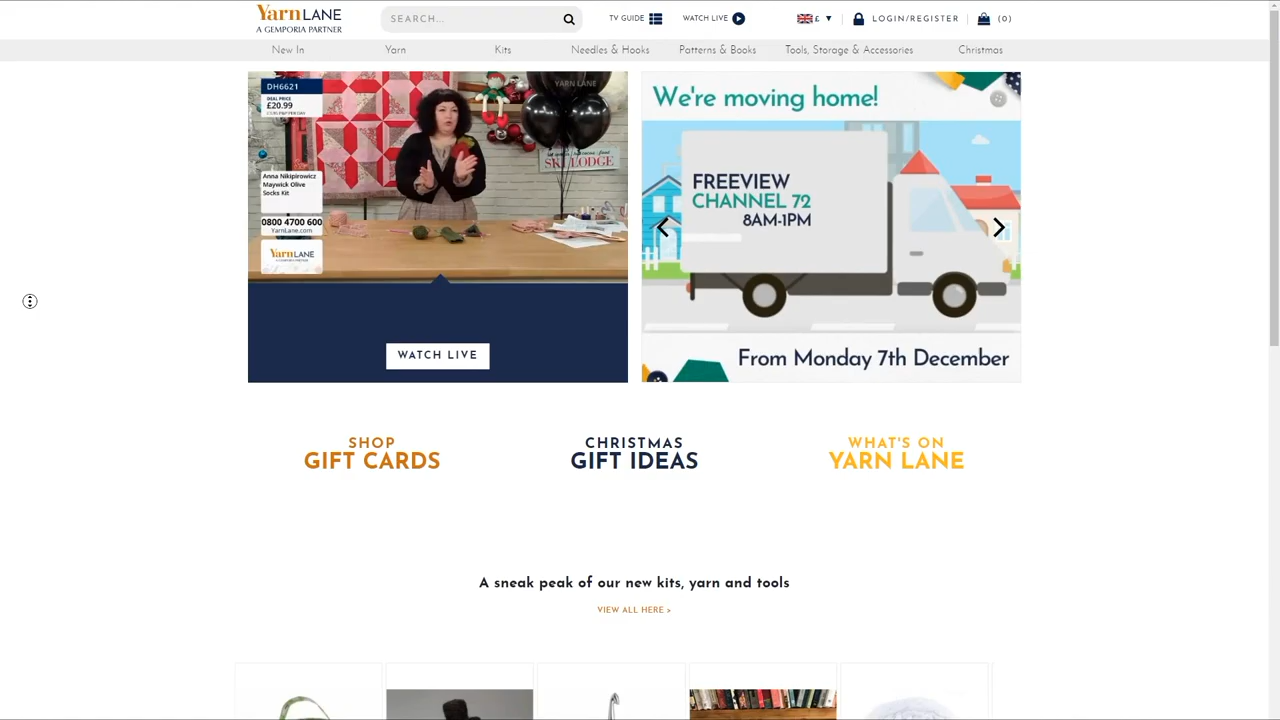 YarnLANE
A GEMPORIA PARTNER
SEARCH...
TV GUIDE
WATCH LIVE
£
LOGIN/REGISTER
(0)
New In
Yarn
Kits
Needles & Hooks
Patterns & Books
Tools, Storage & Accessories
Christmas
DH6621
DEAL PRICE
£20.99
YARN LANE
SKI LODGE
Anna Nikipirowicz
Maywick Olive
Socks Kit
0800 4700 600
YarnLane.com
YarnLANE
WATCH LIVE
We're moving home!
FREEVIEW
CHANNEL 72
8AM-1PM
From Monday 7th December
SHOP
GIFT CARDS
CHRISTMAS
GIFT IDEAS
WHAT'S ON
YARN LANE
A sneak peak of our new kits, yarn and tools
VIEW ALL HERE >